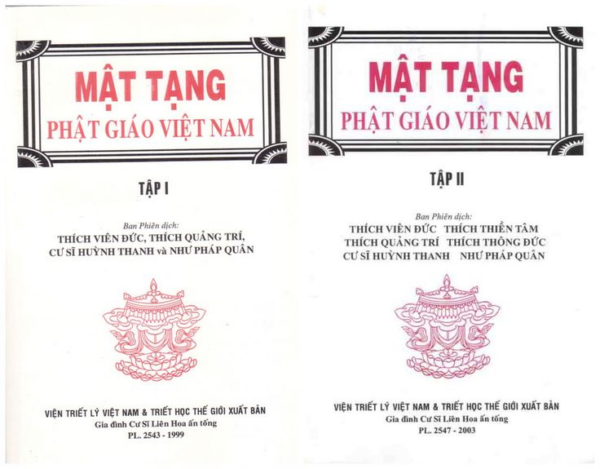 MẬT TẠNG
PHẬT GIÁO VIỆT NAM
TẬP I
Ban Phiên dịch:
THÍCH VIÊN ĐỨC, THÍCH QUẢNG TRÍ,
CƯ SĨ HUỲNH THANH và NHƯ PHÁP QUÂN
VIỆN TRIẾT LÝ VIỆT NAM & TRIẾT HỌC THẾ GIỚI XUẤT BẢN
Gia đình Cư Sĩ Liên Hoa ấn tống
PL. 2543 - 1999
MẬT TẠNG
PHẬT GIÁO VIỆT NAM
TẬP II
Ban Phiên dịch:
THÍCH VIÊN ĐỨC THÍCH THIỀN TÂM
THÍCH QUẢNG TRÍ THÍCH THÔNG ĐỨC
CƯ SĨ HUỲNH THANH NHƯ PHÁP QUÂN
VIỆN TRIẾT LÝ VIỆT NAM & TRIẾT HỌC THẾ GIỚI XUẤT BẢN
Gia đình Cư Sĩ Liên Hoa ấn tống
PL. 2547 - 2003